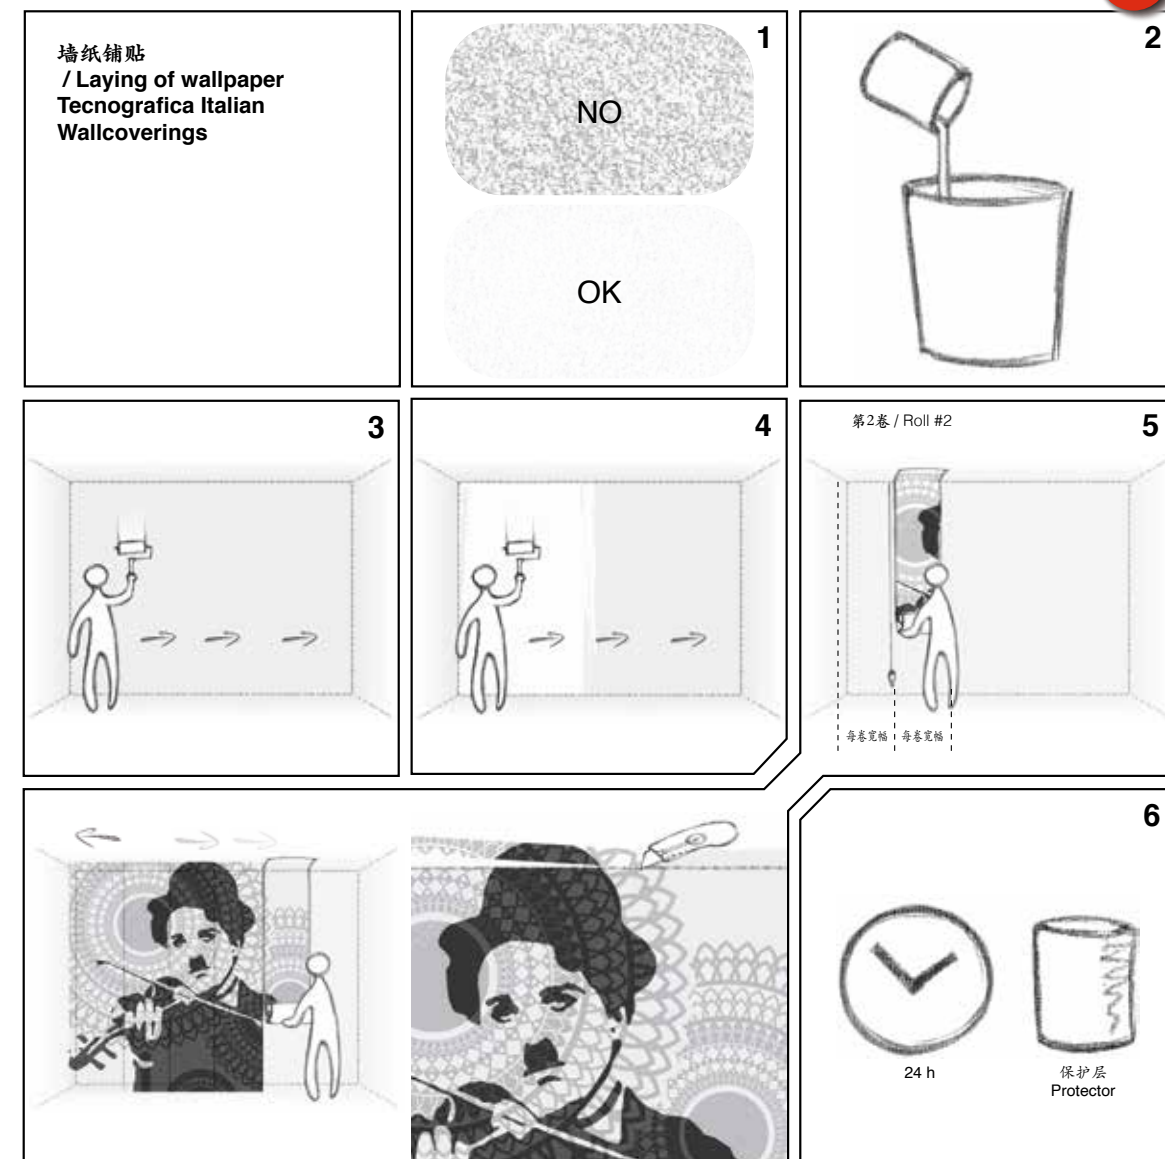 墙纸铺贴
/ Laying of wallpaper
Tecnografica Italian
Wallcoverings
1
NO
OK
2
3
4
第2卷 / Roll #2
5
每卷宽幅 每卷宽幅
6
24 h
保护层
Protector